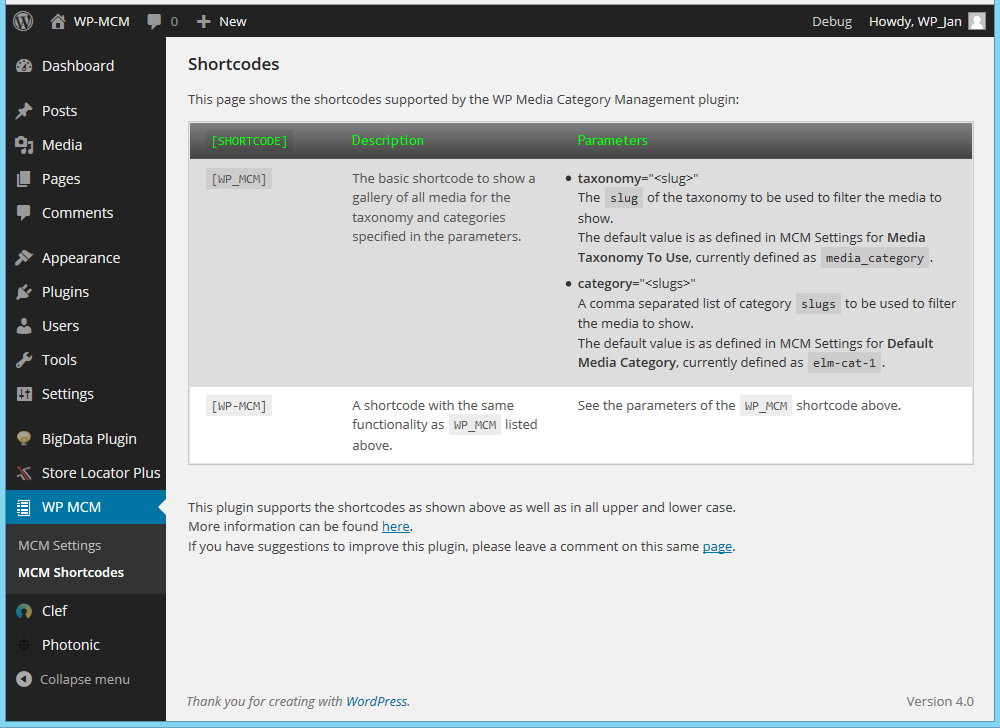 WP-MCM 0 New Debug Howdy, WP_Jan
Dashboard
Posts
Media
Pages
Comments
Appearance
Plugins
Users
Tools
Settings
BigData Plugin
Store Locator Plus
WP MCM
MCM Settings
MCM Shortcodes
Clef
Photonic
Collapse menu
Shortcodes
This page shows the shortcodes supported by the WP Media Category Management plugin:
[SHORTCODE] Description Parameters
[WP_MCM]
The basic shortcode to show a
gallery of all media for the
taxonomy and categories
specified in the parameters.
• taxonomy="<slug>"
The slug of the taxonomy to be used to filter the media to
show.
The default value is as defined in MCM Settings for Media
Taxonomy To Use, currently defined as media_category .
• category="<slugs>"
A comma separated list of category slugs to be used to filter
the media to show.
The default value is as defined in MCM Settings for Default
Media Category, currently defined as elm-cat-1 .
[WP-MCM]
A shortcode with the same
functionality as WP_MCM listed
above.
See the parameters of the WP_MCM shortcode above.
This plugin supports the shortcodes as shown above as well as in all upper and lower case.
More information can be found here.
If you have suggestions to improve this plugin, please leave a comment on this same page.
Thank you for creating with WordPress. Version 4.0